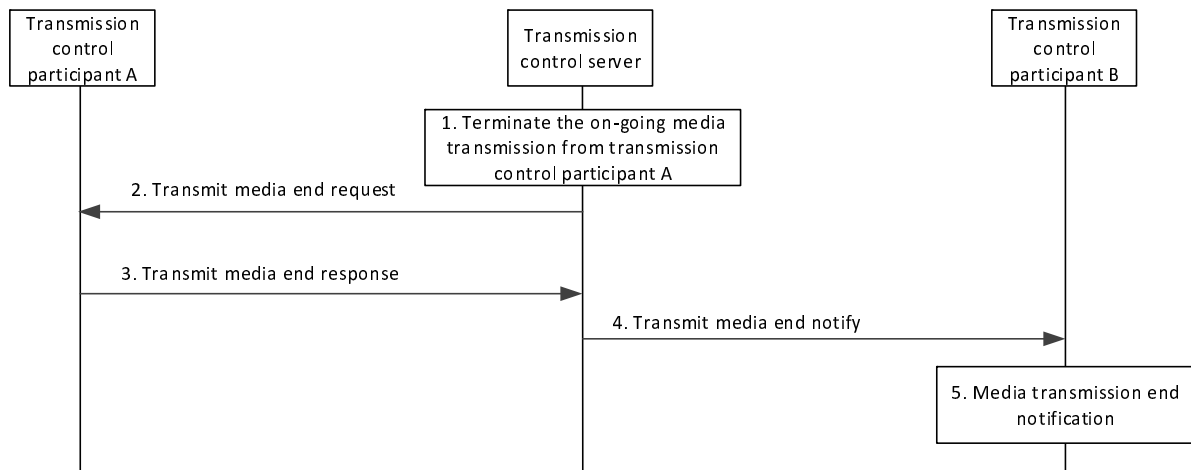 Transmission
control
participant A
Transmission
control server
Transmission
control
participant B
1. Terminate the on-going media
transmission from transmission
control participant A
2. Transmit media end request
3. Transmit media end response
4. Transmit media end notify
5. Media transmission end
notification